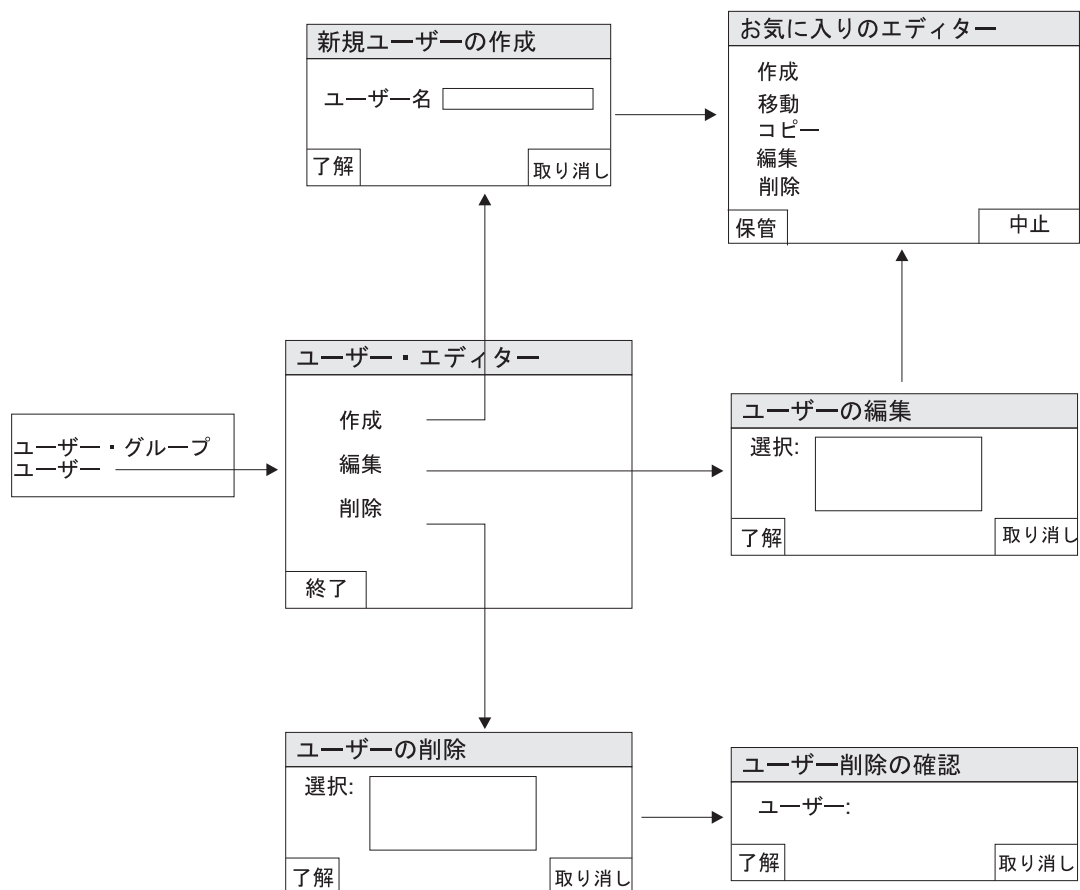 新規ユーザーの作成
ユーザー名
了解
取り消し
お気に入りのエディター
作成
移動
コピー
編集
削除
保管
中止
ユーザー・グループ
ユーザー
ユーザー・エディター
作成
編集
削除
終了
ユーザーの編集
選択:
了解
取り消し
ユーザーの削除
選択:
了解
取り消し
ユーザー削除の確認
ユーザー:
了解
取り消し